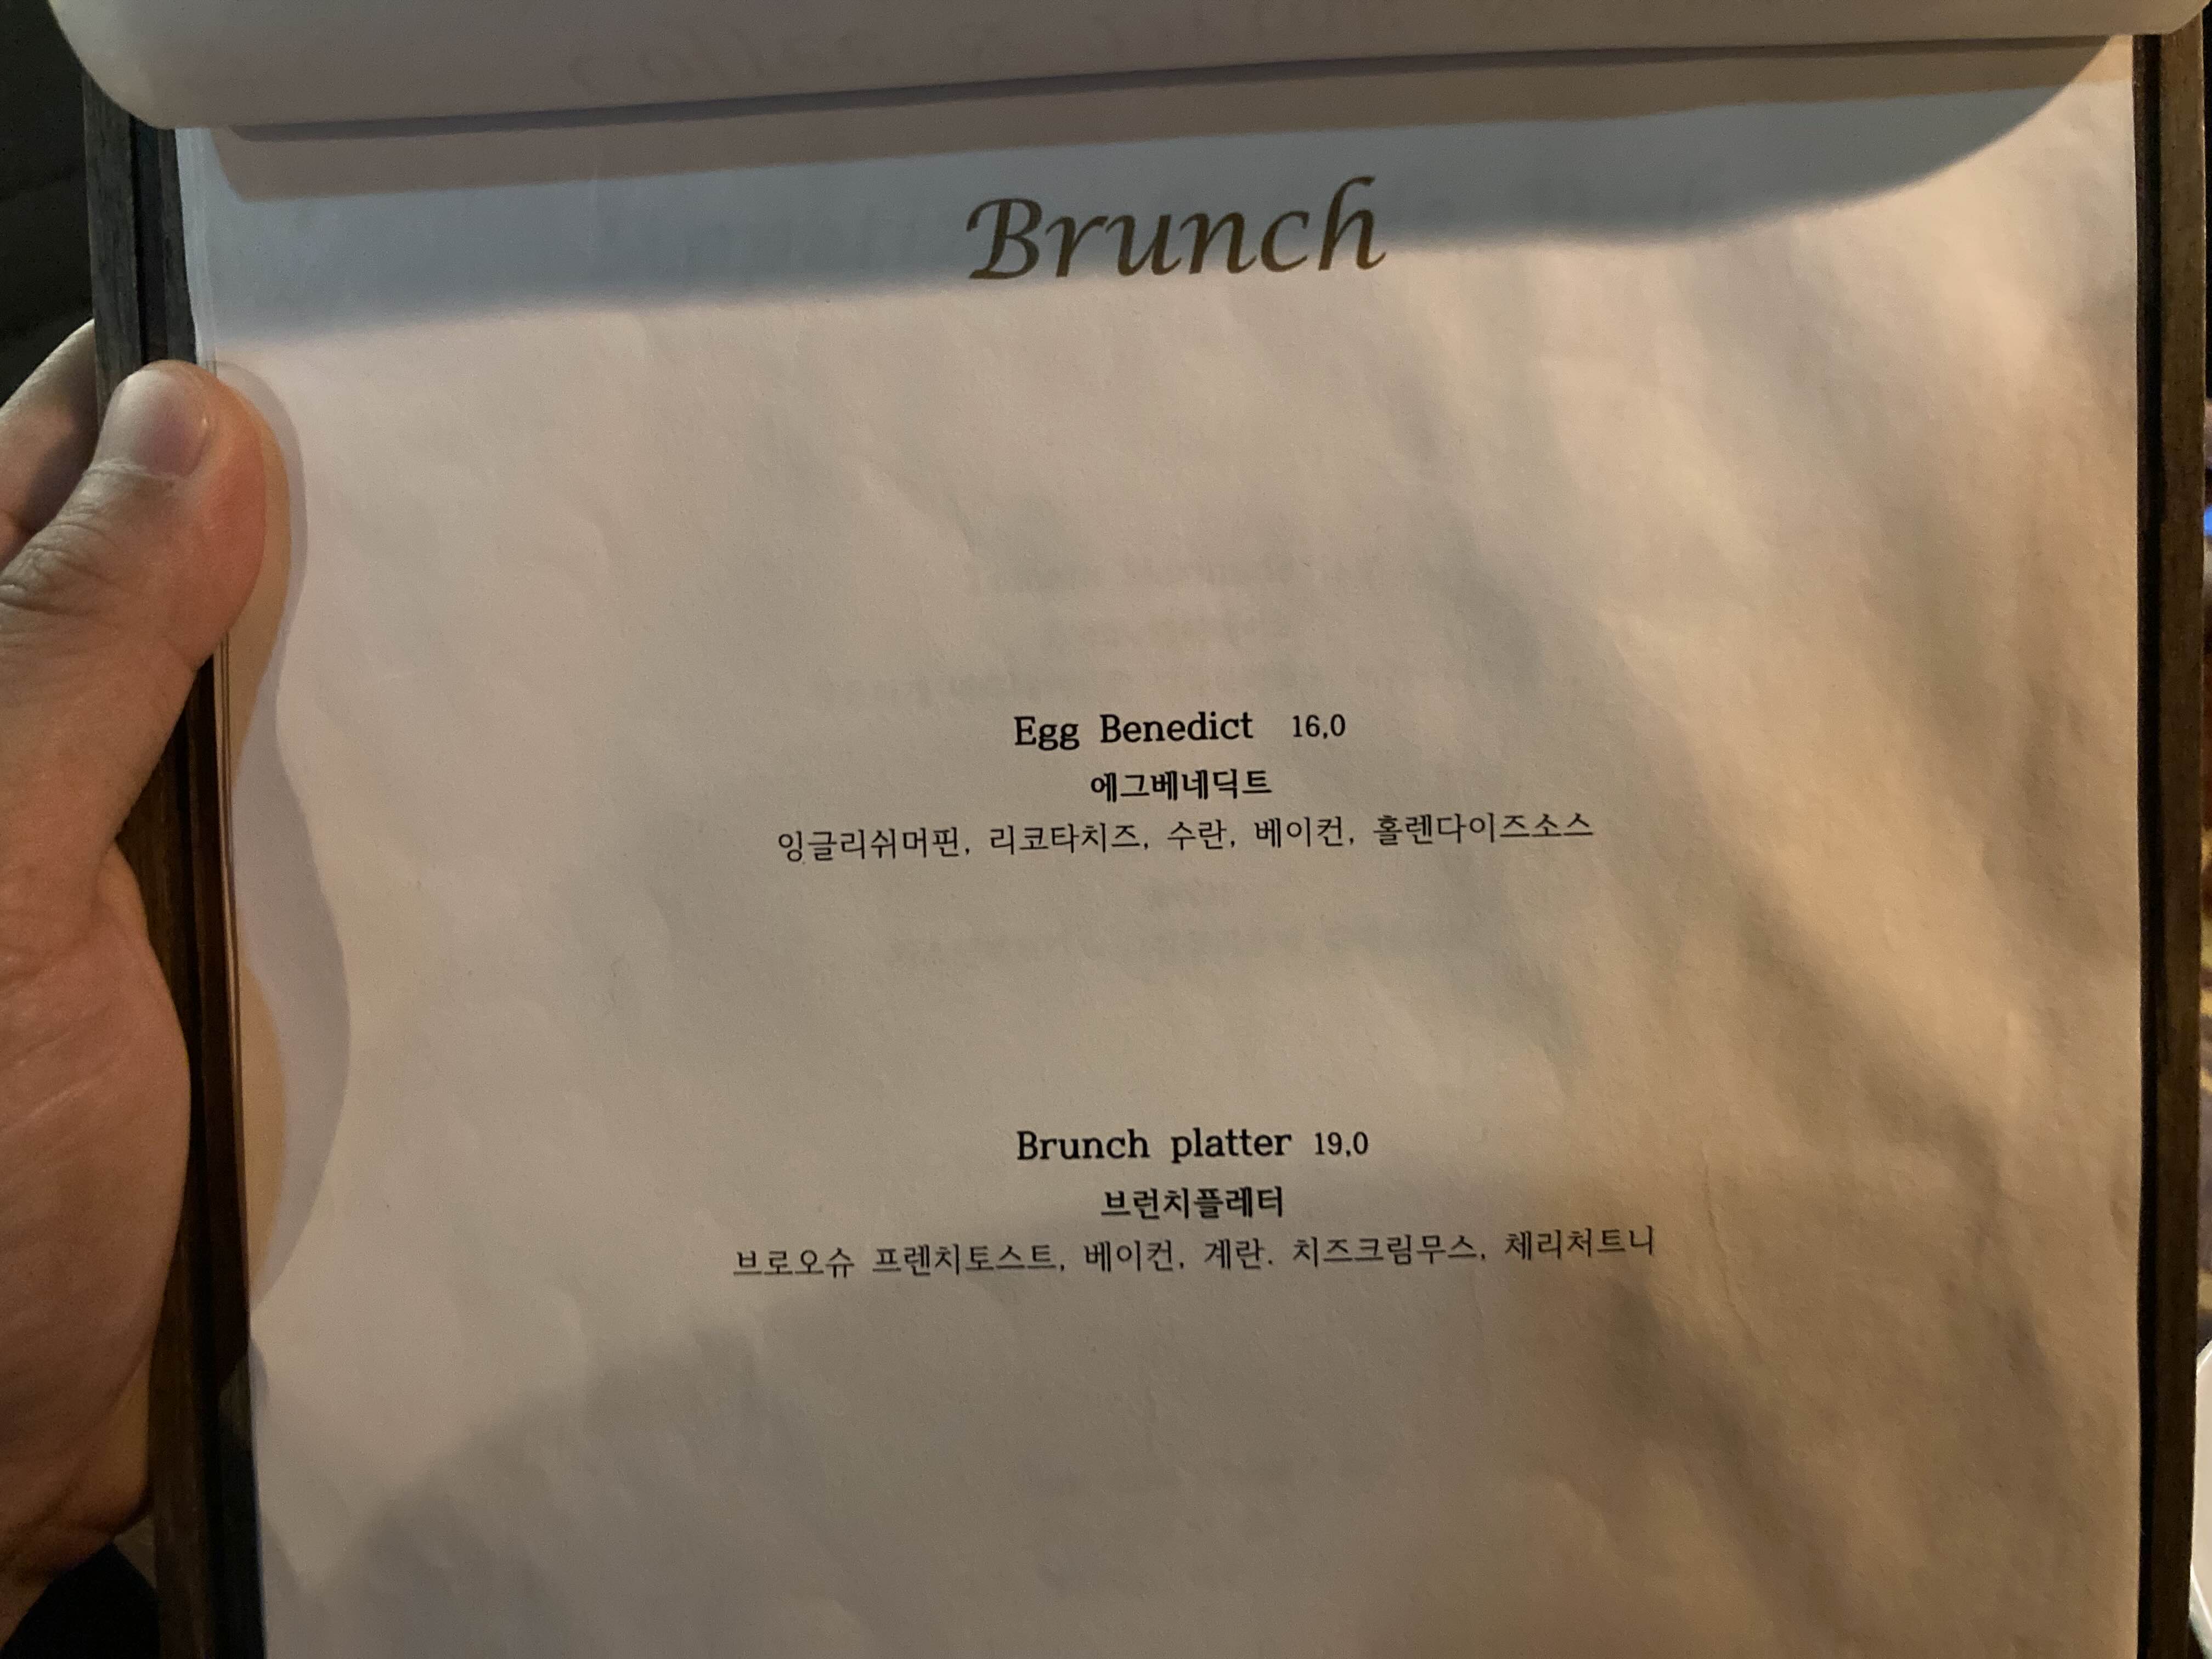 Brunch
Egg Benedict 16,0
에그베네딕트
잉글리쉬머핀, 리코타치즈, 수란, 베이컨, 홀렌다이즈소스
Brunch platter 19,0
브런치플레터
브로오슈 프렌치토스트, 베이컨, 계란. 치즈크림무스, 체리처트니